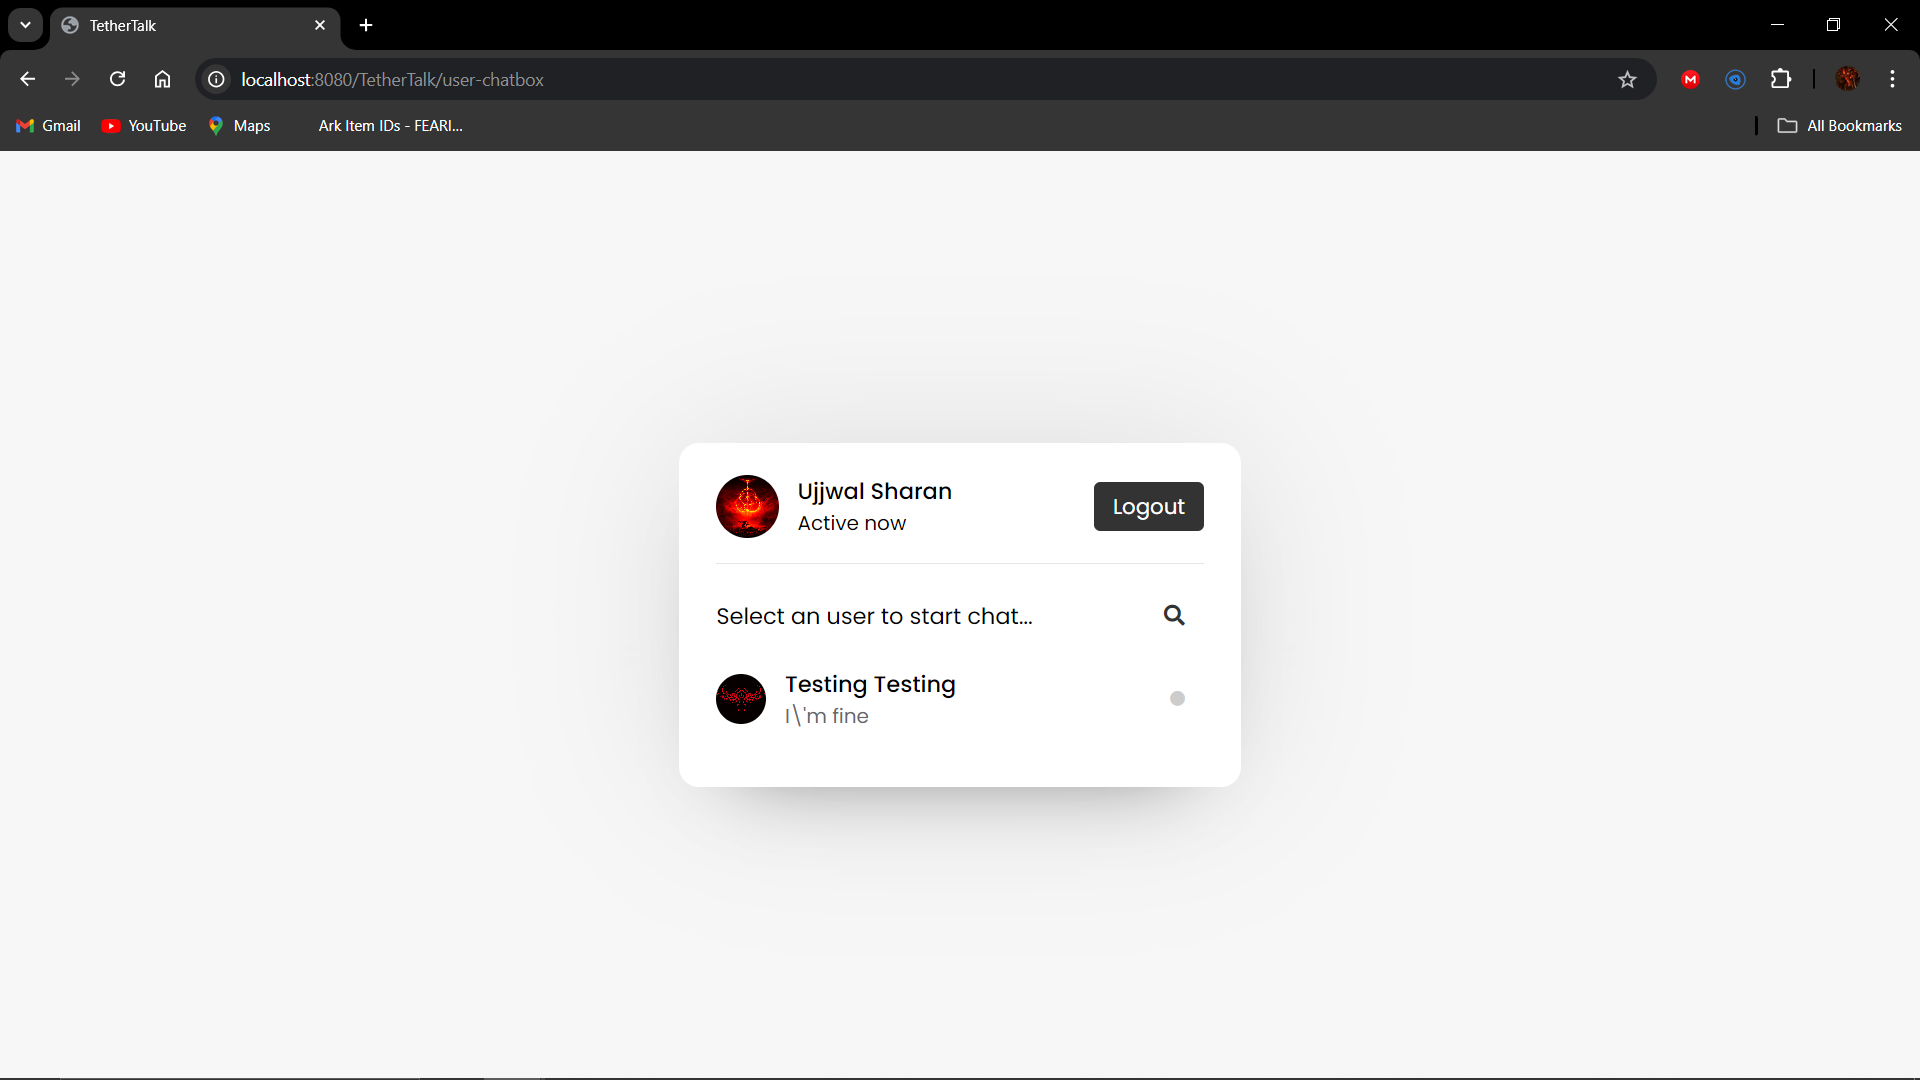 TetherTalk
localhost:8080/TetherTalk/user-chatbox
Gmail YouTube Maps Ark Item IDs - FEARI... All Bookmarks
Ujjwal Sharan
Active now
Logout
Select an user to start chat...
Testing Testing
I\'m fine